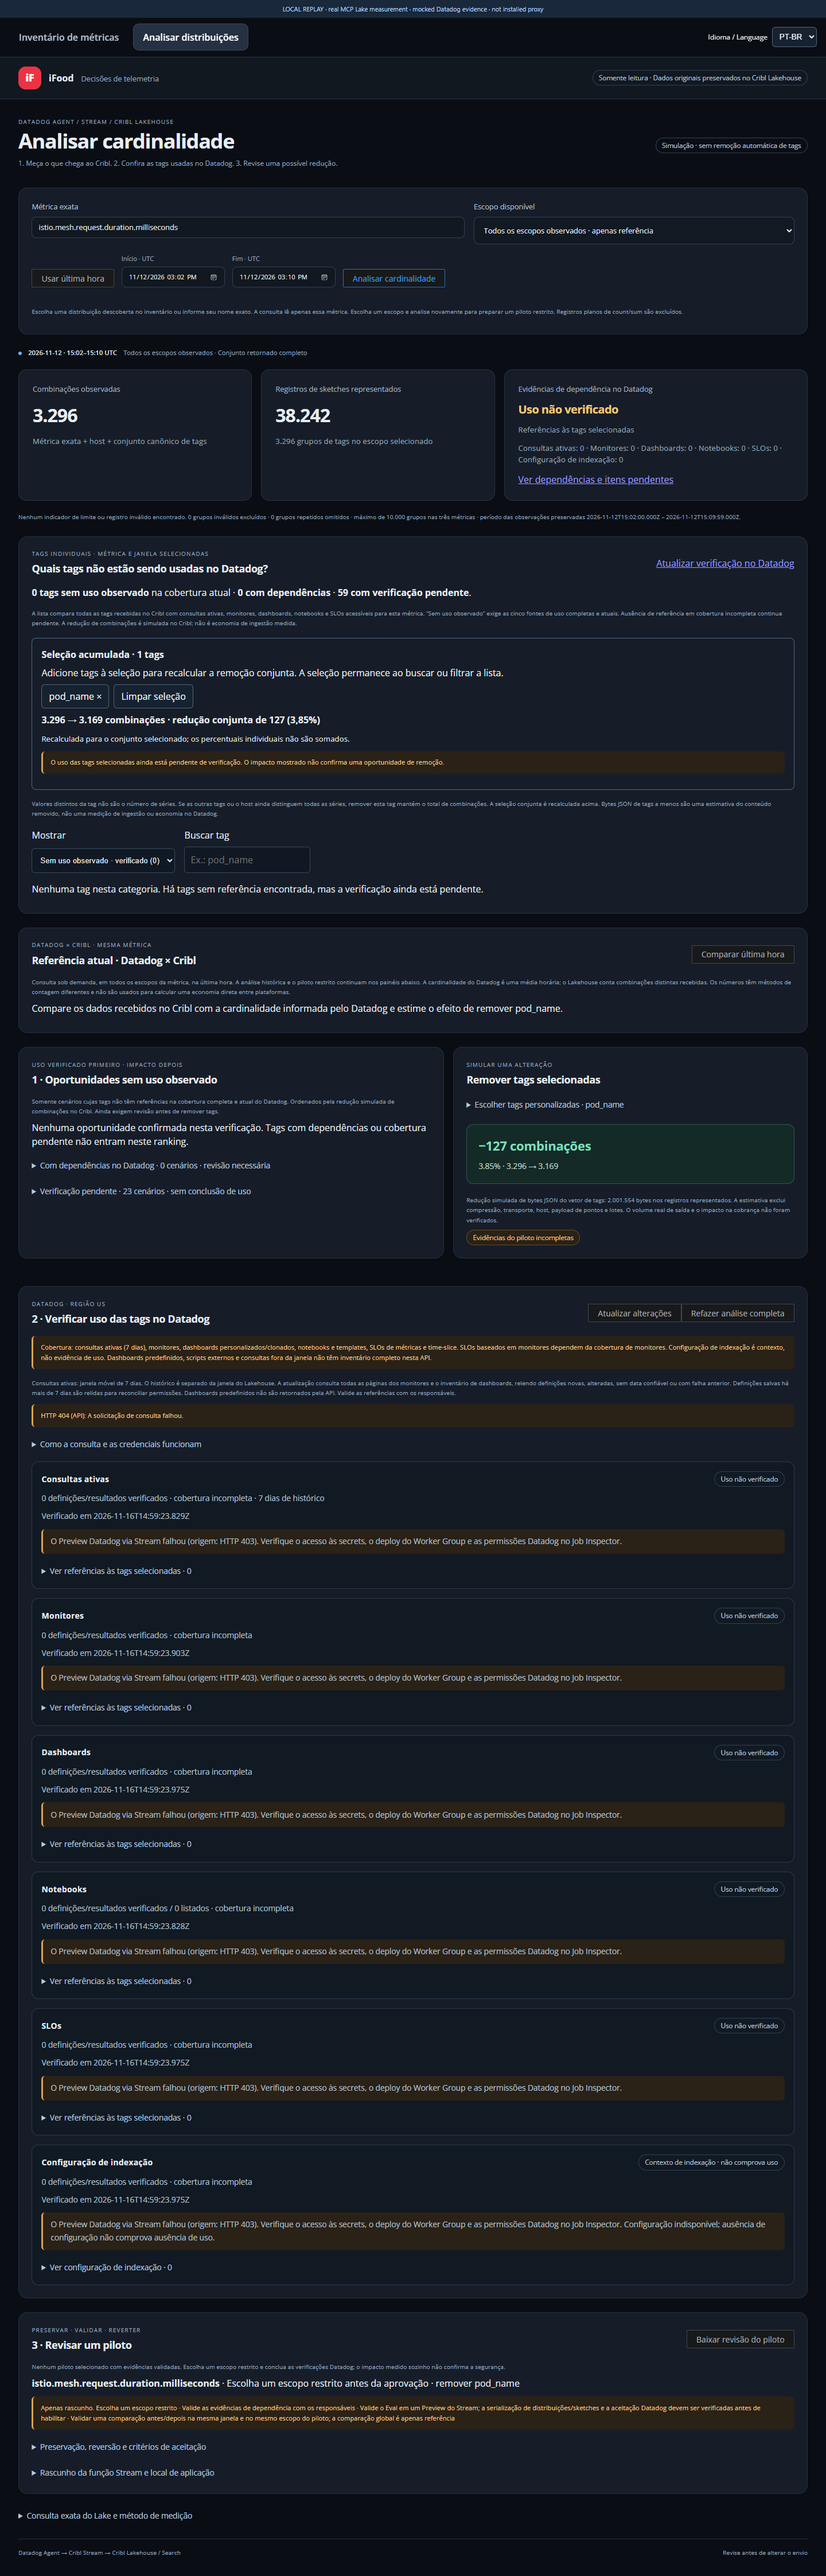 LOCAL REPLAY - real MCP Lake measurement - mocked Datadog evidence - not installed proxy
Inventário de métricas
Analisar distribuições
Idioma / Language
PT-BR
iF
iFood
Decisões de telemetria
Somente leitura · Dados originais preservados no Cribl Lakehouse
DATADOG AGENT / STREAM / CRIBL LAKEHOUSE
Analisar cardinalidade
Simulação · sem remoção automática de tags
1. Meça o que chega ao Cribl. 2. Confira as tags usadas no Datadog. 3. Revise uma possível redução.
Métrica exata
Escopo disponível
istio.mesh.request.duration.milliseconds
Todos os escopos observados - apenas referência
Início · UTC
Fim · UTC
Usar última hora
11/12/2026 03:02 PM
11/12/2026 03:10 PM
Analisar cardinalidade
Escolha uma distribuição descoberta no inventário ou informe seu nome exato. A consulta lê apenas essa métrica. Escolha um escopo e analise novamente para preparar um piloto restrito. Registros planos de count/sum são excluídos.
2026-11-12 · 15:02–15:10 UTC
Todos os escopos observados · Conjunto retornado completo
Combinações observadas
3.296
Métrica exata + host + conjunto canônico de tags
Registros de sketches representados
38.242
3.296 grupos de tags no escopo selecionado
Evidências de dependência no Datadog
Uso não verificado
Referências às tags selecionadas
Consultas ativas: 0 · Monitores: 0 · Dashboards: 0 · Notebooks: 0 · SLOs: 0 ·
Configuração de indexação: 0
Ver dependências e itens pendentes
Nenhum indicador de limite ou registro inválido encontrado. 0 grupos inválidos excluídos · 0 grupos repetidos omitidos · máximo de 10.000 grupos nas três métricas · período das observações preservadas 2026-11-12T15:02:00.000Z – 2026-11-12T15:09:59.000Z.
TAGS INDIVIDUAIS · MÉTRICA E JANELA SELECIONADAS
Quais tags não estão sendo usadas no Datadog?
Atualizar verificação no Datadog
0 tags sem uso observado na cobertura atual · 0 com dependências · 59 com verificação pendente.
A lista compara todas as tags recebidas no Cribl com consultas ativas, monitores, dashboards, notebooks e SLOs acessíveis para esta métrica. “Sem uso observado” exige as cinco fontes de uso completas e atuais. Ausência de referência em cobertura incompleta continua
pendente. A redução de combinações é simulada no Cribl; não é economia de ingestão medida.
Seleção acumulada · 1 tags
Adicione tags à seleção para recalcular a remoção conjunta. A seleção permanece ao buscar ou filtrar a lista.
pod_name ×
Limpar seleção
3.296 → 3.169 combinações · redução conjunta de 127 (3,85%)
Recalculada para o conjunto selecionado; os percentuais individuais não são somados.
O uso das tags selecionadas ainda está pendente de verificação. O impacto mostrado não confirma uma oportunidade de remoção.
Valores distintos da tag não são o número de séries. Se as outras tags ou o host ainda distinguem todas as séries, remover esta tag mantém o total de combinações. A seleção conjunta é recalculada acima. Bytes JSON de tags a menos são uma estimativa do conteúdo
removido, não uma medição de ingestão ou economia no Datadog.
Mostrar
Buscar tag
Sem uso observado · verificado (0)
Ex.: pod_name
Nenhuma tag nesta categoria. Há tags sem referência encontrada, mas a verificação ainda está pendente.
DATADOG × CRIBL · MESMA MÉTRICA
Referência atual · Datadog × Cribl
Comparar última hora
Consulta sob demanda, em todos os escopos da métrica, na última hora. A análise histórica e o piloto restrito continuam nos painéis abaixo. A cardinalidade do Datadog é uma média horária; o Lakehouse conta combinações distintas recebidas. Os números têm métodos de
contagem diferentes e não são usados para calcular uma economia direta entre plataformas.
Compare os dados recebidos no Cribl com a cardinalidade informada pelo Datadog e estime o efeito de remover pod_name.
USO VERIFICADO PRIMEIRO · IMPACTO DEPOIS
1 · Oportunidades sem uso observado
Somente cenários cujas tags não têm referências na cobertura completa e atual do Datadog. Ordenados pela redução simulada de
combinações no Cribl. Ainda exigem revisão antes de remover tags.
Nenhuma oportunidade confirmada nesta verificação. Tags com dependências ou cobertura
pendente não entram neste ranking.
Com dependências no Datadog · 0 cenários · revisão necessária
Verificação pendente · 23 cenários · sem conclusão de uso
SIMULAR UMA ALTERAÇÃO
Remover tags selecionadas
Escolher tags personalizadas · pod_name
−127 combinações
3.85% · 3.296 → 3.169
Redução simulada de bytes JSON do vetor de tags: 2.001.554 bytes nos registros representados. A estimativa exclui
compressão, transporte, host, payload de pontos e lotes. O volume real de saída e o impacto na cobrança não foram
verificados.
Evidências do piloto incompletas
DATADOG · REGIÃO US
2 · Verificar uso das tags no Datadog
Atualizar alterações
Refazer análise completa
Cobertura: consultas ativas (7 dias), monitores, dashboards personalizados/clonados, notebooks e templates, SLOs de métricas e time-slice. SLOs baseados em monitores dependem da cobertura de monitores. Configuração de indexação é contexto,
não evidência de uso. Dashboards predefinidos, scripts externos e consultas fora da janela não têm inventário completo nesta API.
Consultas ativas: janela móvel de 7 dias. O histórico é separado da janela do Lakehouse. A atualização consulta todas as páginas dos monitores e o inventário de dashboards, relendo definições novas, alteradas, sem data confiável ou com falha anterior. Definições salvas há
mais de 7 dias são relidas para reconciliar permissões. Dashboards predefinidos não são retornados pela API. Valide as referências com os responsáveis.
HTTP 404 (API): A solicitação de consulta falhou.
Como a consulta e as credenciais funcionam
Consultas ativas
Uso não verificado
0 definições/resultados verificados · cobertura incompleta · 7 dias de histórico
Verificado em 2026-11-16T14:59:23.829Z
O Preview Datadog via Stream falhou (origem: HTTP 403). Verifique o acesso às secrets, o deploy do Worker Group e as permissões Datadog no Job Inspector.
Ver referências às tags selecionadas · 0
Monitores
Uso não verificado
0 definições/resultados verificados · cobertura incompleta
Verificado em 2026-11-16T14:59:23.903Z
O Preview Datadog via Stream falhou (origem: HTTP 403). Verifique o acesso às secrets, o deploy do Worker Group e as permissões Datadog no Job Inspector.
Ver referências às tags selecionadas · 0
Dashboards
Uso não verificado
0 definições/resultados verificados · cobertura incompleta
Verificado em 2026-11-16T14:59:23.975Z
O Preview Datadog via Stream falhou (origem: HTTP 403). Verifique o acesso às secrets, o deploy do Worker Group e as permissões Datadog no Job Inspector.
Ver referências às tags selecionadas · 0
Notebooks
Uso não verificado
0 definições/resultados verificados / 0 listados · cobertura incompleta
Verificado em 2026-11-16T14:59:23.828Z
O Preview Datadog via Stream falhou (origem: HTTP 403). Verifique o acesso às secrets, o deploy do Worker Group e as permissões Datadog no Job Inspector.
Ver referências às tags selecionadas · 0
SLOs
Uso não verificado
0 definições/resultados verificados · cobertura incompleta
Verificado em 2026-11-16T14:59:23.975Z
O Preview Datadog via Stream falhou (origem: HTTP 403). Verifique o acesso às secrets, o deploy do Worker Group e as permissões Datadog no Job Inspector.
Ver referências às tags selecionadas · 0
Configuração de indexação
Contexto de indexação · não comprova uso
0 definições/resultados verificados · cobertura incompleta
Verificado em 2026-11-16T14:59:23.975Z
O Preview Datadog via Stream falhou (origem: HTTP 403). Verifique o acesso às secrets, o deploy do Worker Group e as permissões Datadog no Job Inspector. Configuração indisponível; ausência de
configuração não comprova ausência de uso.
Ver configuração de indexação · 0
PRESERVAR · VALIDAR · REVERTER
3 · Revisar um piloto
Baixar revisão do piloto
Nenhum piloto selecionado com evidências validadas. Escolha um escopo restrito e conclua as verificações Datadog; o impacto medido sozinho não confirma a segurança.
istio.mesh.request.duration.milliseconds · Escolha um escopo restrito antes da aprovação · remover pod_name
Apenas rascunho. Escolha um escopo restrito · Valide as evidências de dependência com os responsáveis · Valide o Eval em um Preview do Stream; a serialização de distribuições/sketches e a aceitação Datadog devem ser verificadas antes de
habilitar · Validar uma comparação antes/depois na mesma janela e no mesmo escopo do piloto; a comparação global é apenas referência
Preservação, reversão e critérios de aceitação
Rascunho da função Stream e local de aplicação
Consulta exata do Lake e método de medição
Datadog Agent → Cribl Stream → Cribl Lakehouse / Search
Revise antes de alterar o envio